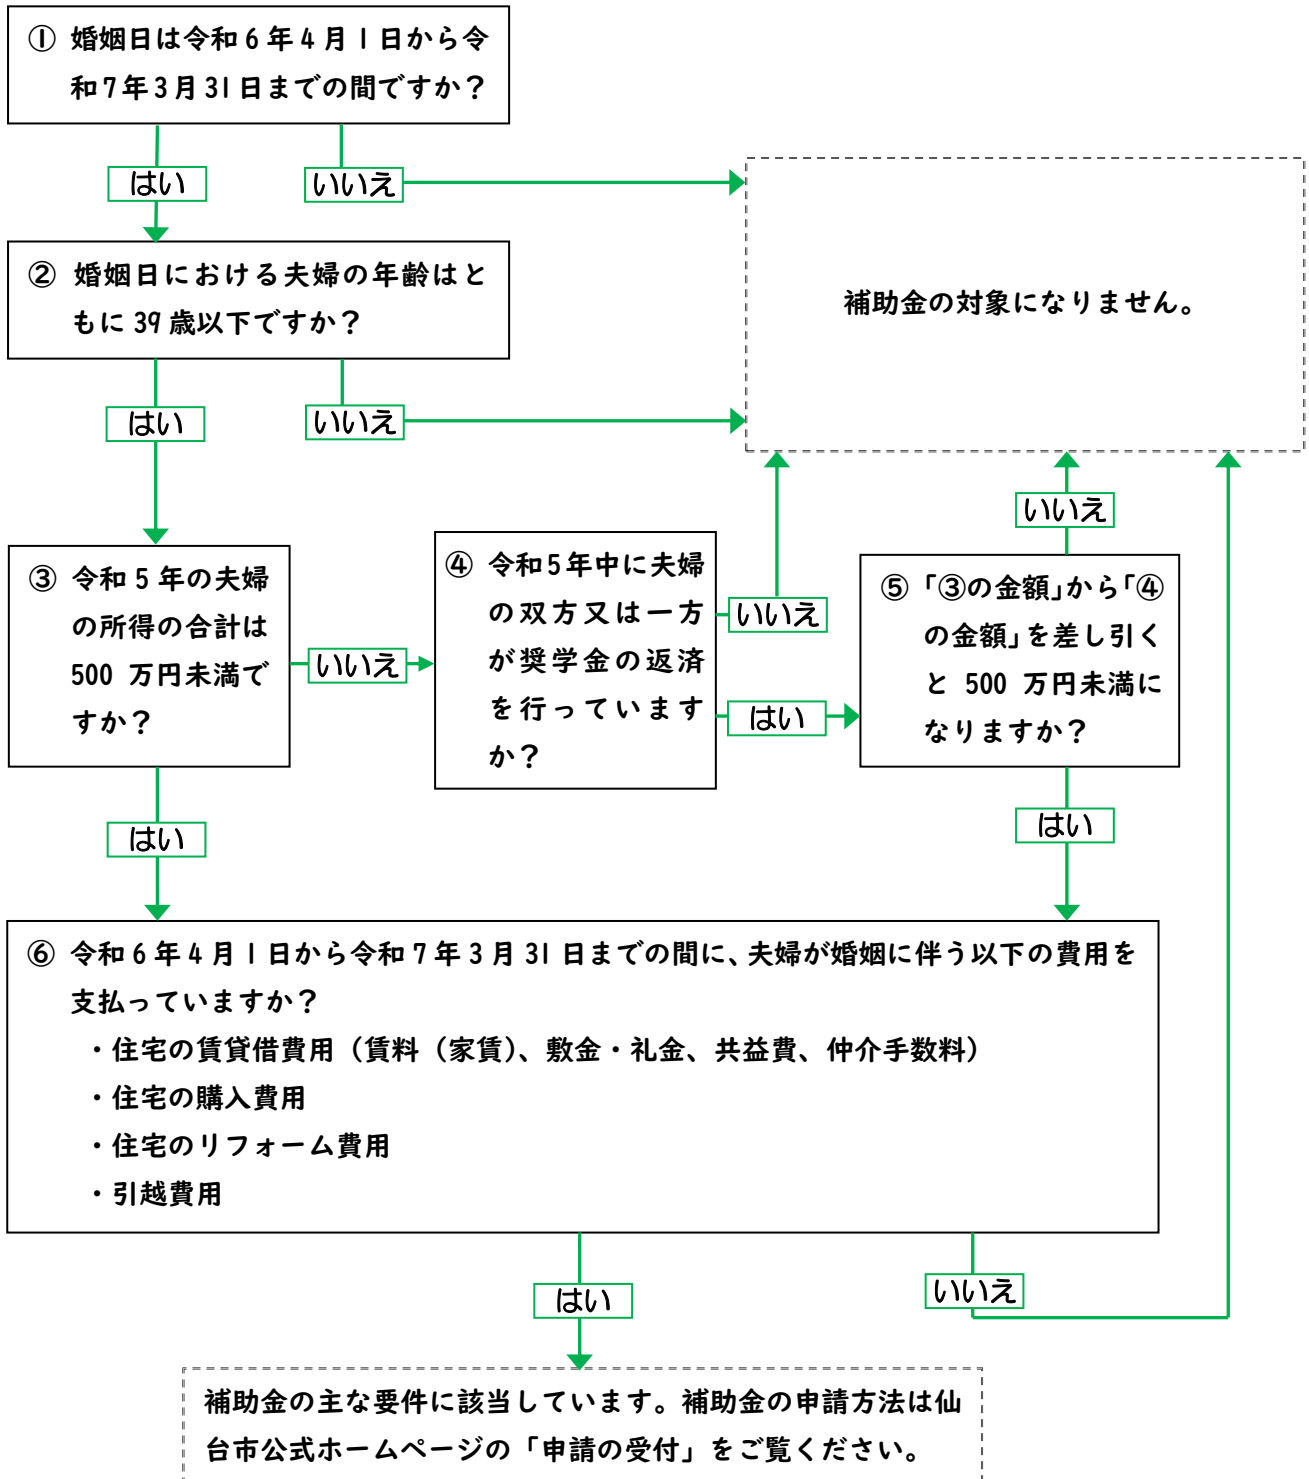 ① 婚姻日は令和6年4月1日から令
和7年3月31日までの間ですか？
はい
いいえ
② 婚姻日における夫婦の年齢はと
もに39歳以下ですか？
補助金の対象になりません。
はい
いいえ
③ 令和5年の夫婦
の所得の合計は
500 万円未満で
すか？
いいえ
④ 令和5年中に夫婦
の双方又は一方
が奨学金の返済
を行っています
か？
いいえ
はい
いいえ
⑤「③の金額」から「④
の金額」を差し引く
と 500 万円未満に
なりますか？
はい
はい
⑥ 令和6年4月1日から令和7年3月31日までの間に、夫婦が婚姻に伴う以下の費用を
支払っていますか？
・住宅の賃貸借費用（賃料（家賃）、敷金・礼金、共益費、仲介手数料）
・住宅の購入費用
・住宅のリフォーム費用
・引越費用
はい
いいえ
補助金の主な要件に該当しています。補助金の申請方法は仙
台市公式ホームページの「申請の受付」をご覧ください。